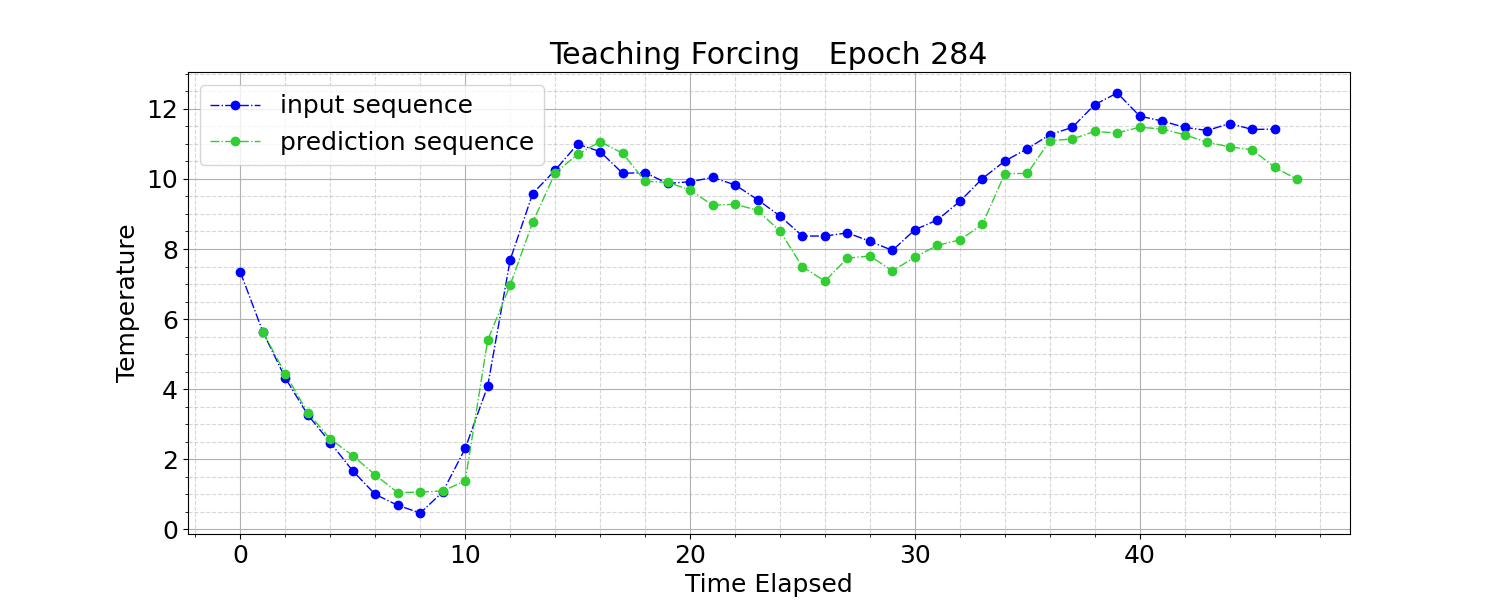 Teaching Forcing   Epoch 284
input sequence
prediction sequence
12
10
8
6
4
2
0
Temperature
0 10 20 30 40
Time Elapsed